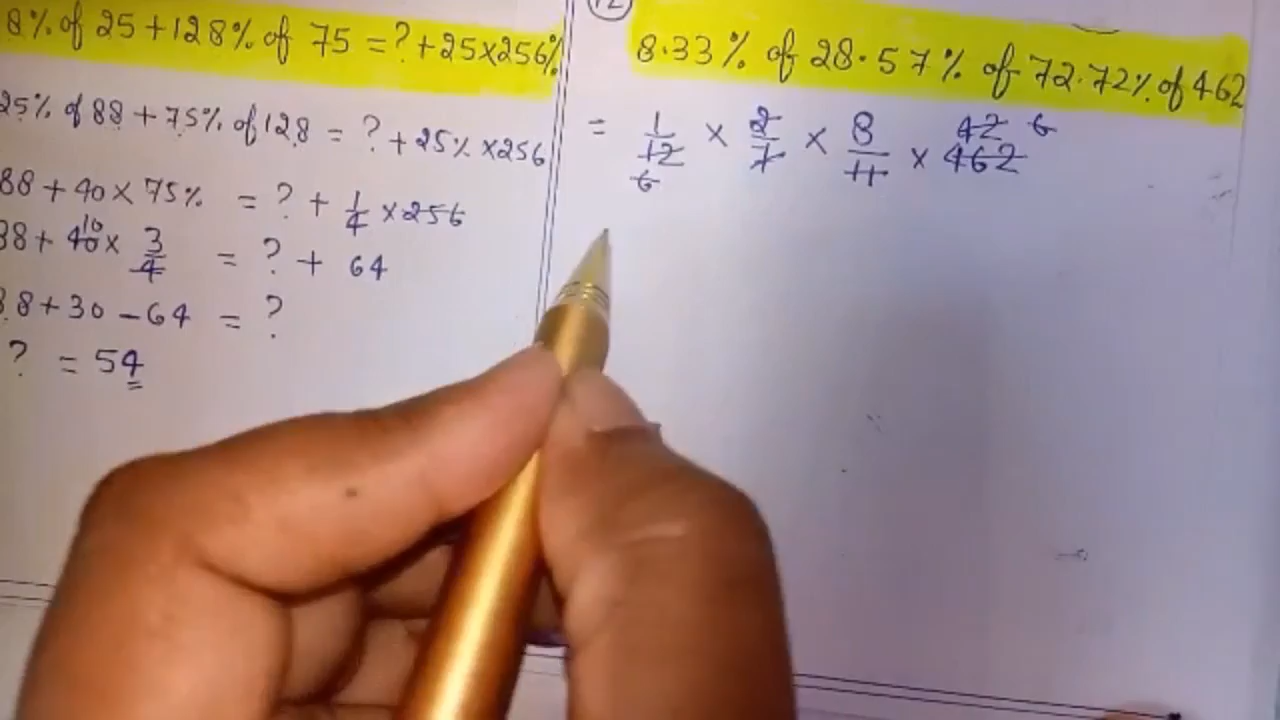 8% of 25 + 128% of 75 = ? + 25 × 256%
25% of 88 + 75% of 128 = ? + 25% × 256
88 + 40 × 75% = ? + 1/4 × 256
88 + 40 10 × 3/4 = ? + 64
88 + 30 - 64 = ?
? = 54
12
8.33% of 28.57% of 72.72% of 462
= 1/12 6 × 2/7 × 8/11 × 462 42 6